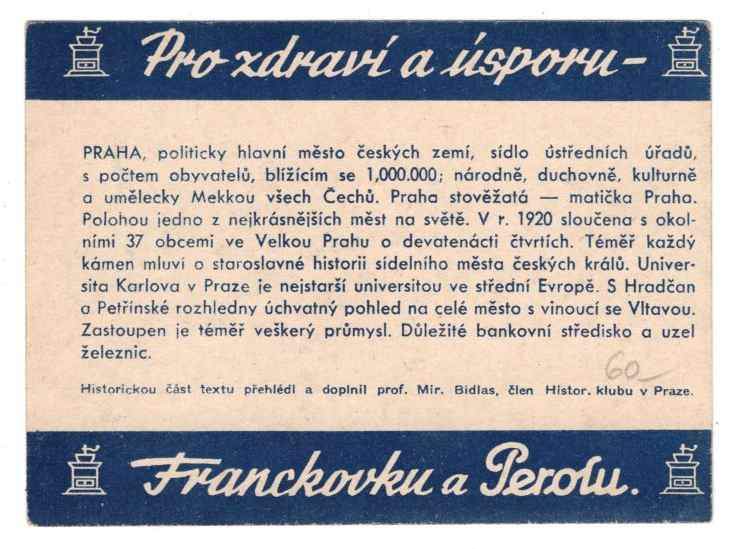 Pro zdraví a úsporu –
PRAHA, politicky hlavní město českých zemí, sídlo ústředních úřadů,
s počtem obyvatelů, blížícím se 1,000.000; národně, duchovně, kulturně
a umělecky Mekkou všech Čechů. Praha stověžatá — matička Praha.
Polohou jedno z nejkrásnějších měst na světě. V r. 1920 sloučena s okol-
ními 37 obcemi ve Velkou Prahu o devatenácti čtvrtích. Téměř každý
kámen mluví o staroslavné historii sídelního města českých králů. Univer-
sita Karlova v Praze je nejstarší universitou ve střední Evropě. S Hradčan
a Petřínské rozhledny úchvatný pohled na celé město s vinoucí se Vltavou.
Zastoupen je téměř veškerý průmysl. Důležité bankovní středisko a uzel
železnic.
60–
Historickou část textu přehlédl a doplnil prof. Mir. Bidlas, člen Histor. klubu v Praze.
Franckovku a Perolu.